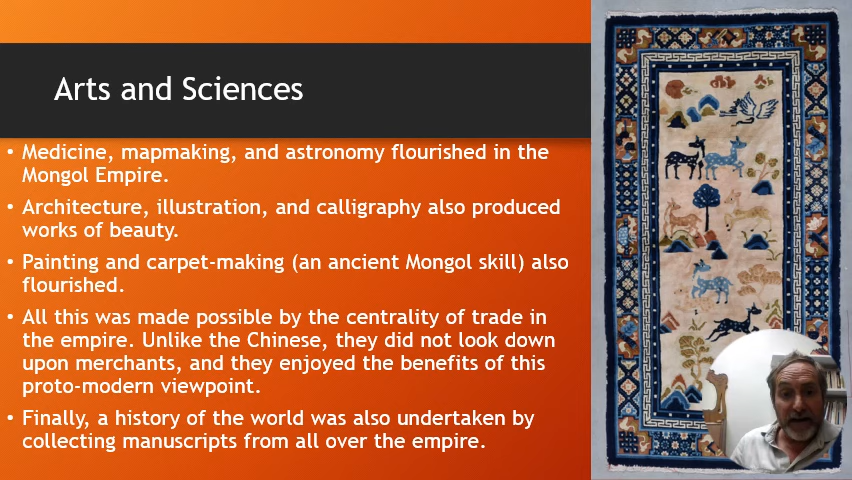 Arts and Sciences
• Medicine, mapmaking, and astronomy flourished in the
Mongol Empire.
• Architecture, illustration, and calligraphy also produced
works of beauty.
• Painting and carpet-making (an ancient Mongol skill) also
flourished.
• All this was made possible by the centrality of trade in
the empire. Unlike the Chinese, they did not look down
upon merchants, and they enjoyed the benefits of this
proto-modern viewpoint.
• Finally, a history of the world was also undertaken by
collecting manuscripts from all over the empire.